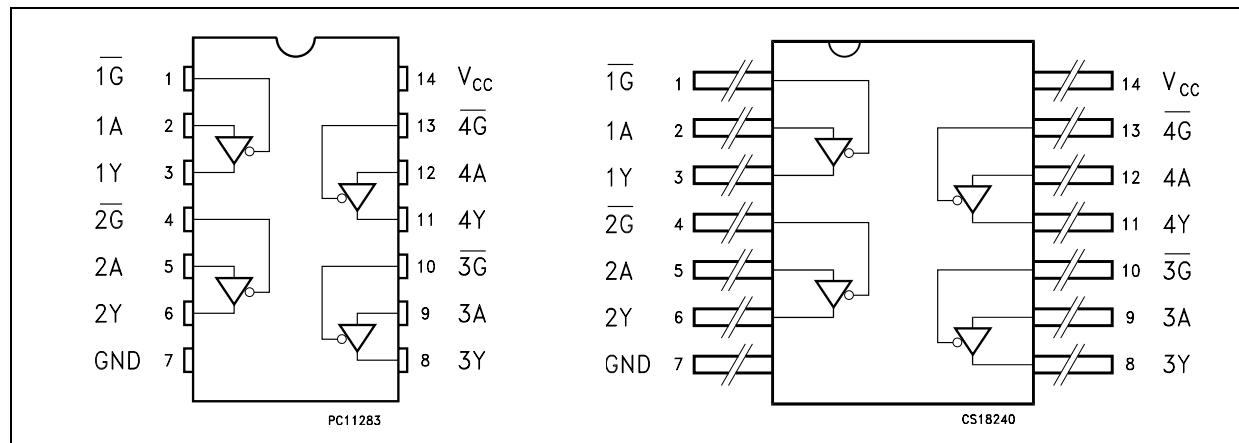 1G̅ 1 14 V_CC
1A 2 13 4G̅
1Y 3 12 4A
2G̅ 4 11 4Y
2A 5 10 3G̅
2Y 6 9 3A
GND 7 8 3Y
PC11283
1G̅ 1 14 V_CC
1A 2 13 4G̅
1Y 3 12 4A
2G̅ 4 11 4Y
2A 5 10 3G̅
2Y 6 9 3A
GND 7 8 3Y
CS18240